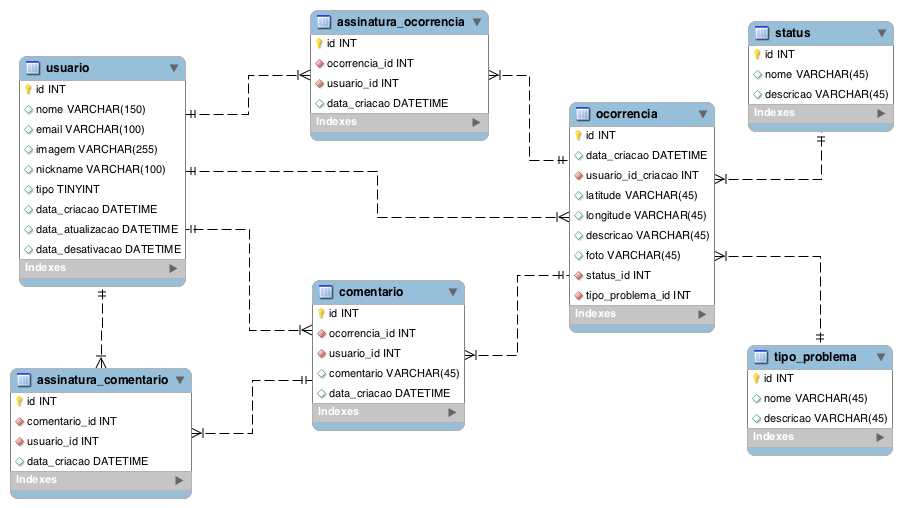 assinatura_ocorrencia
id INT
ocorrencia_id INT
usuario_id INT
data_criacao DATETIME
Indexes
status
id INT
nome VARCHAR(45)
descricao VARCHAR(45)
Indexes
usuario
id INT
nome VARCHAR(150)
email VARCHAR(100)
imagem VARCHAR(255)
nickname VARCHAR(100)
tipo TINYINT
data_criacao DATETIME
data_atualizacao DATETIME
data_desativacao DATETIME
Indexes
ocorrencia
id INT
data_criacao DATETIME
usuario_id_criacao INT
latitude VARCHAR(45)
longitude VARCHAR(45)
descricao VARCHAR(45)
foto VARCHAR(45)
status_id INT
tipo_problema_id INT
Indexes
comentario
id INT
ocorrencia_id INT
usuario_id INT
comentario VARCHAR(45)
data_criacao DATETIME
Indexes
tipo_problema
id INT
nome VARCHAR(45)
descricao VARCHAR(45)
Indexes
assinatura_comentario
id INT
comentario_id INT
usuario_id INT
data_criacao DATETIME
Indexes